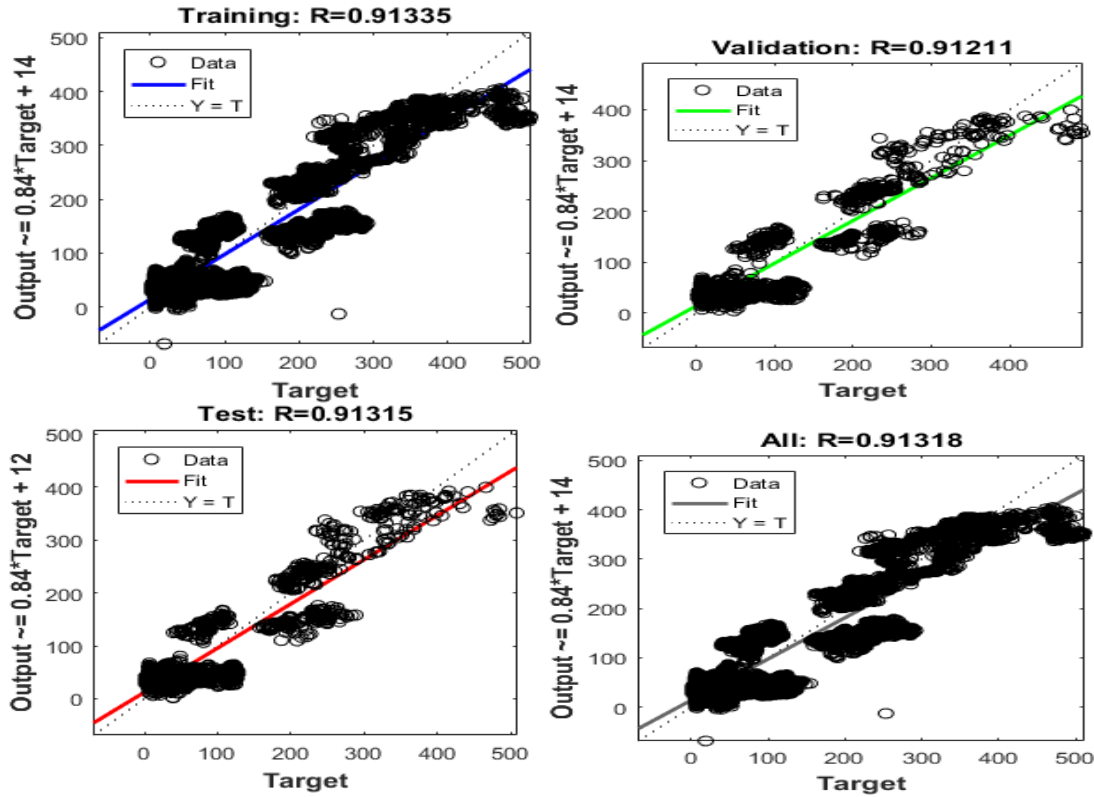 Training: R=0.91335
Output ~= 0.84*Target + 14
500
400
300
200
100
0
Data
Fit
Y = T
0 100 200 300 400 500
Target
Validation: R=0.91211
Output ~= 0.84*Target + 14
400
300
200
100
0
Data
Fit
Y = T
0 100 200 300 400
Target
Test: R=0.91315
Output ~= 0.84*Target + 12
500
400
300
200
100
0
Data
Fit
Y = T
0 100 200 300 400 500
Target
All: R=0.91318
Output ~= 0.84*Target + 14
500
400
300
200
100
0
Data
Fit
Y = T
0 100 200 300 400 500
Target